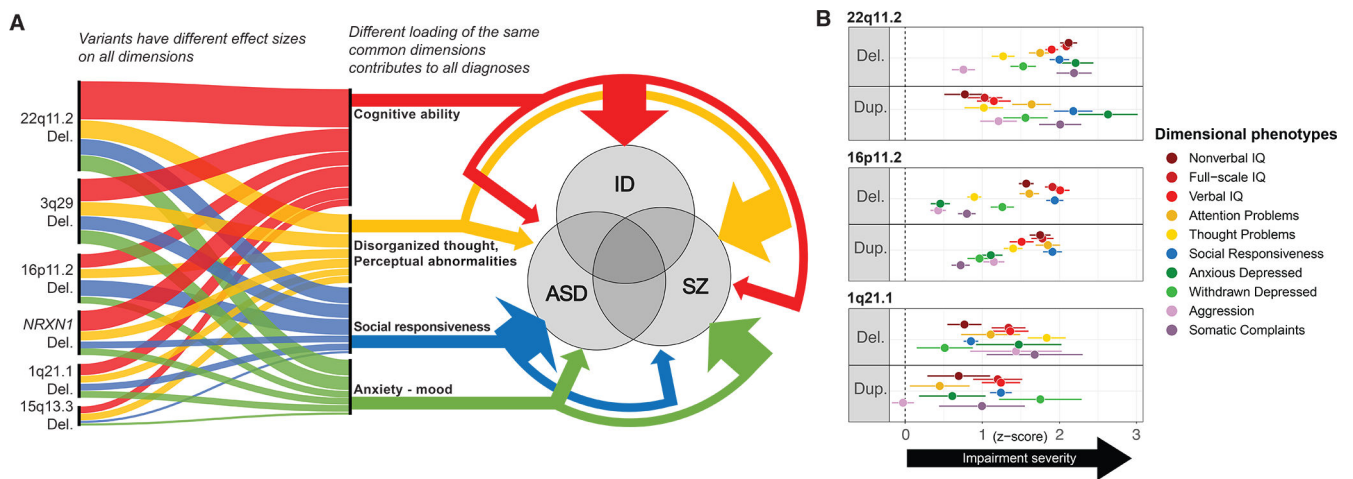 A
Variants have different effect sizes
on all dimensions
Different loading of the same
common dimensions
contributes to all diagnoses
22q11.2
Del.
3q29
Del.
16p11.2
Del.
NRXN1
Del.
1q21.1
Del.
15q13.3
Del.
Cognitive ability
Disorganized thought,
Perceptual abnormalities
Social responsiveness
Anxiety - mood
ID
ASD
SZ
B
22q11.2
Del.
Dup.
16p11.2
Del.
Dup.
1q21.1
Del.
Dup.
0
1
(z-score)
2
3
Impairment severity
Dimensional phenotypes
Nonverbal IQ
Full-scale IQ
Verbal IQ
Attention Problems
Thought Problems
Social Responsiveness
Anxious Depressed
Withdrawn Depressed
Aggression
Somatic Complaints